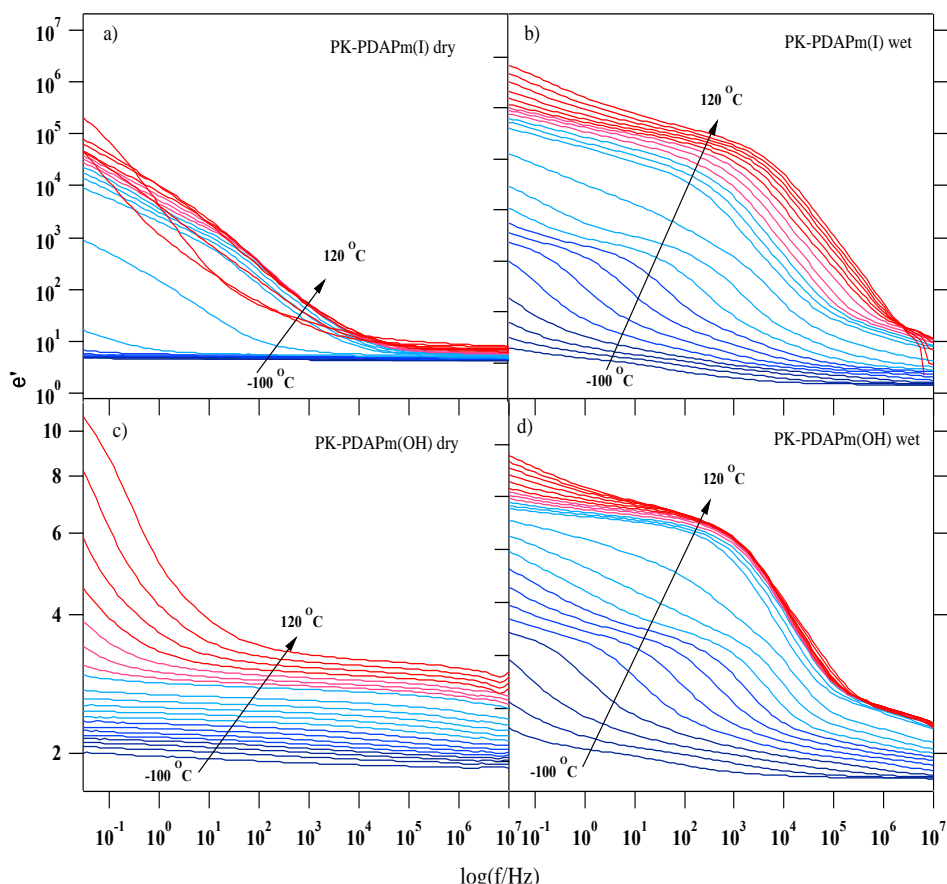 a)
PK-PDAPm(I) dry
b)
PK-PDAPm(I) wet
10^7
10^6
10^5
10^4
10^3
10^2
10^1
10^0
e'
120 °C
-100 °C
120 °C
-100 °C
c)
PK-PDAPm(OH) dry
d)
PK-PDAPm(OH) wet
10
8
6
4
2
120 °C
-100 °C
120 °C
-100 °C
10^-1 10^0 10^1 10^2 10^3 10^4 10^5 10^6 10^7 10^-1 10^0 10^1 10^2 10^3 10^4 10^5 10^6 10^7
log(f/Hz)